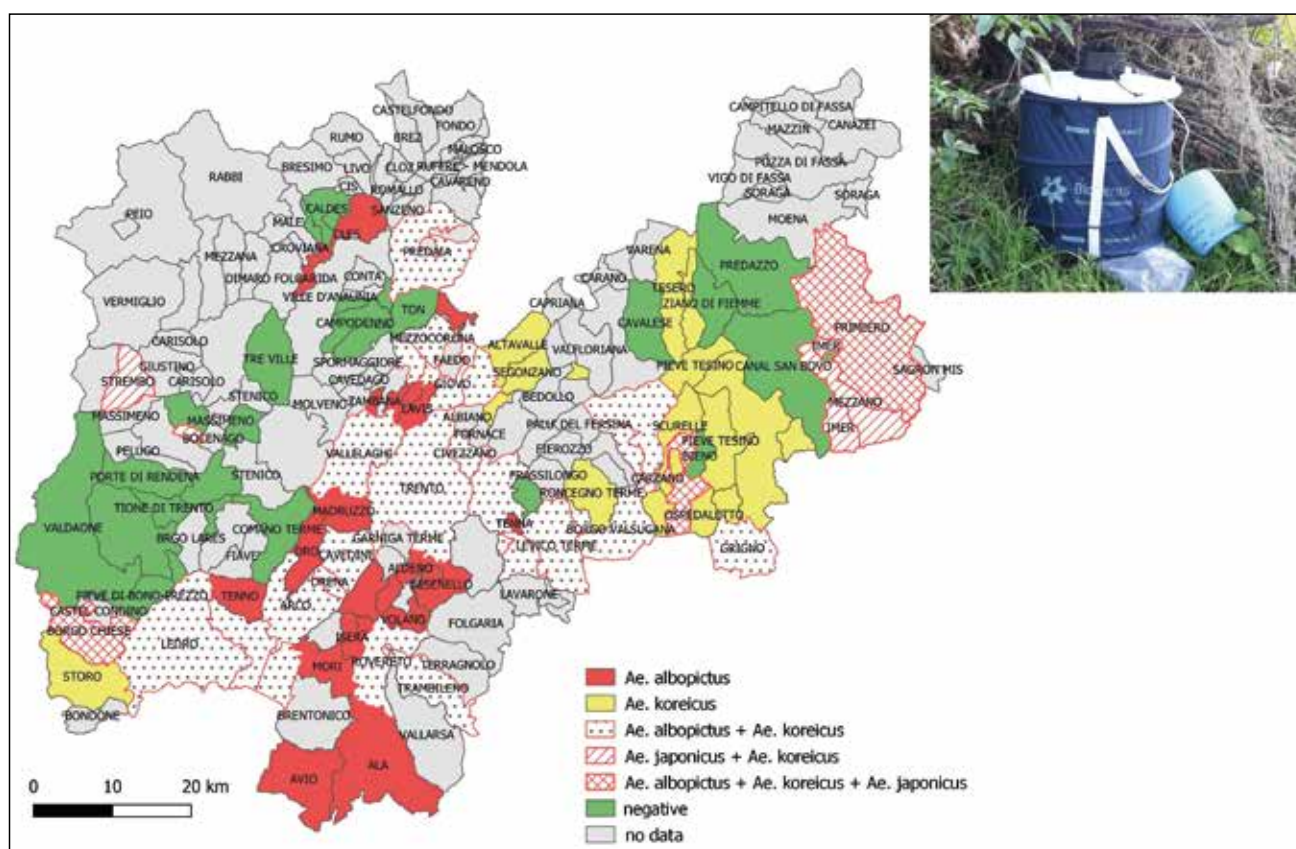 CASTELFONDO
FONDO
RUMO
BREZ
MALOSCO
BRESIMO
LIVO
CLOZ
RUFFRE - MENDOLA
CIS
ROMALLO
CAVARENO
RABBI
PEIO
CALDES
SANZENO
MALE
CLES
CROVIANA
PREDAIA
MEZZANA
DIMARO FOLGARIDA
CONTA
VILLE D'ANAUNIA
VERMIGLIO
CAMPODENNO
TON
CARISOLO
TRE VILLE
MEZZOCORONA
GIUSTINO
SPORMAGGIORE
FAEDO
STREMBO
CARISOLO
CAVEDAGO
GIOVO
STENICO
MOLVENO
ZAMBANA
LAVIS
MASSIMENO
MASSIMENO
ALBIANO
BOCENAGO
FORNACE
PELUGO
VALLELAGHI
CIVEZZANO
PORTE DI RENDENA
STENICO
TRENTO
TIONE DI TRENTO
VALDAONE
MADRUZZO
COMANO TERME
FIAVE'
GARNIGA TERME
DRO
CAVEDINE
ALDENO
BESENELLO
PIEVE DI BONO-PREZZO
TENNO
DRENA
CASTEL CONDINO
ARCO
VOLANO
BORGO CHIESE
LEDRO
ISERA
FOLGARIA
LAVARONE
STORO
MORI
ROVERETO
TERRAGNOLO
TRAMBILENO
BONDONE
BRENTONICO
VALLARSA
AVIO
ALA
CAMPITELLO DI FASSA
CANAZEI
MAZZIN
POZZA DI FASSA
VIGO DI FASSA
SORAGA
SORAGA
MOENA
VARENA
CARANO
TESERO
PREDAZZO
CAPRIANA
ZIANO DI FIEMME
CAVALESE
PRIMIERO
ALTAVALLE
VALFLORIANA
IMER
SEGONZANO
PIEVE TESINO
CANAL SAN BOVO
SAGRON MIS
BEDOLLO
MEZZANO
PALU' DEL FERSINA
SCURELLE
IMER
FIEROZZO
PIEVE TESINO
BIENO
FRASSILONGO
CARZANO
RONCEGNO TERME
TENNA
BORGO VALSUGANA
OSPEDALETTO
LEVICO TERME
GRIGNO
Ae. albopictus
Ae. koreicus
Ae. albopictus + Ae. koreicus
Ae. japonicus + Ae. koreicus
Ae. albopictus + Ae. koreicus + Ae. japonicus
negative
no data
0 10 20 km